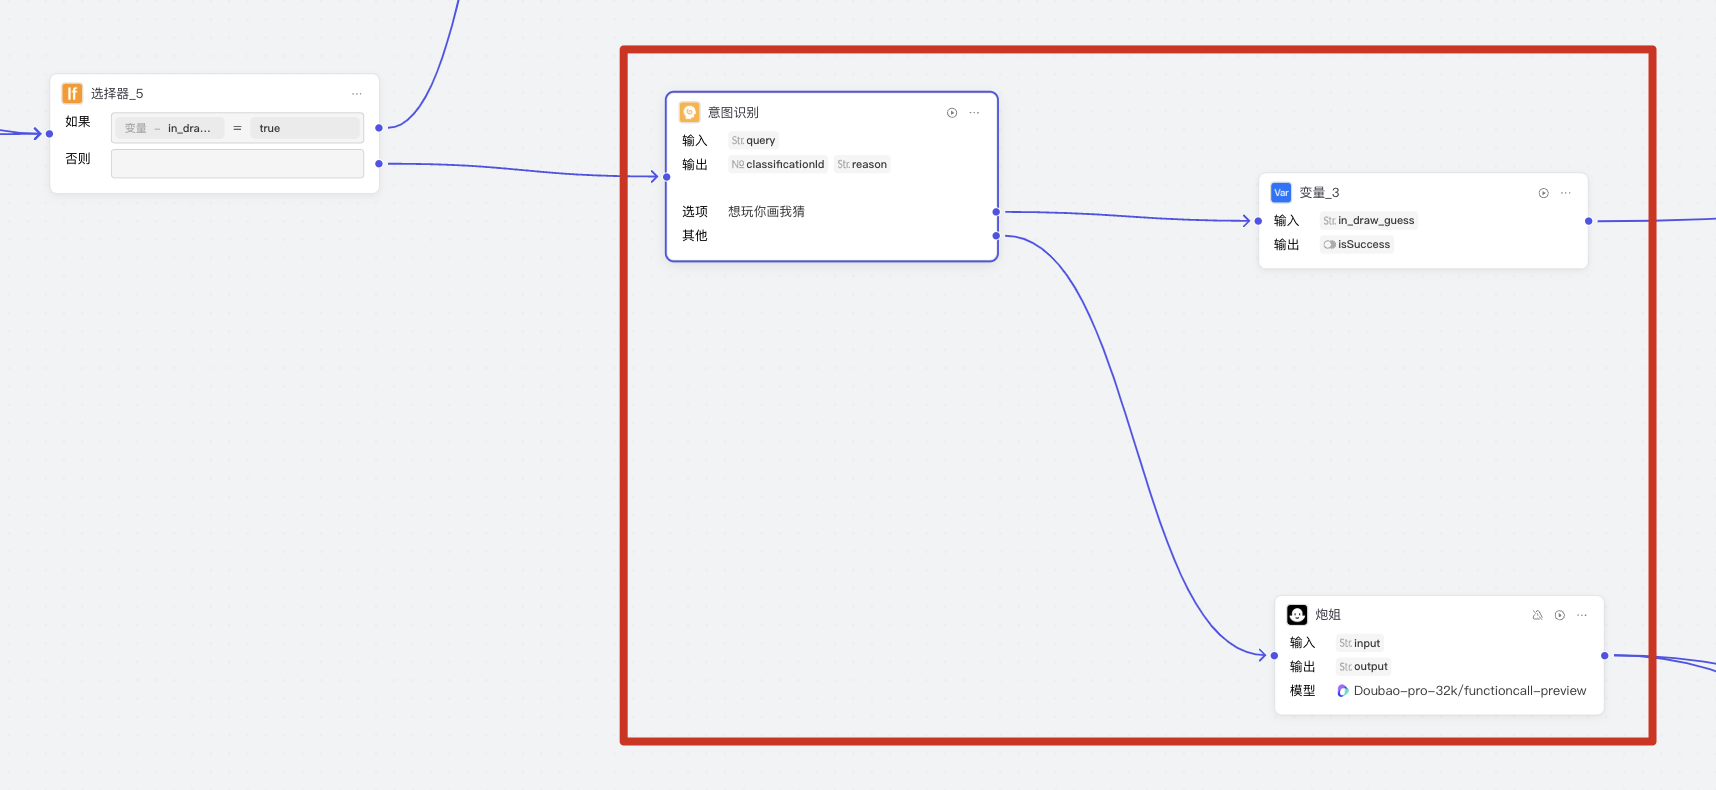 If 选择器_5 ...
如果 变量 - in_dra... = true
否则
意图识别 ...
输入 Str. query
输出 No classificationId Str. reason
选项 想玩你画我猜
其他
Var 变量_3 ...
输入 Str. in_draw_guess
输出 isSuccess
炮姐 ...
输入 Str. input
输出 Str. output
模型 Doubao-pro-32k/functioncall-preview